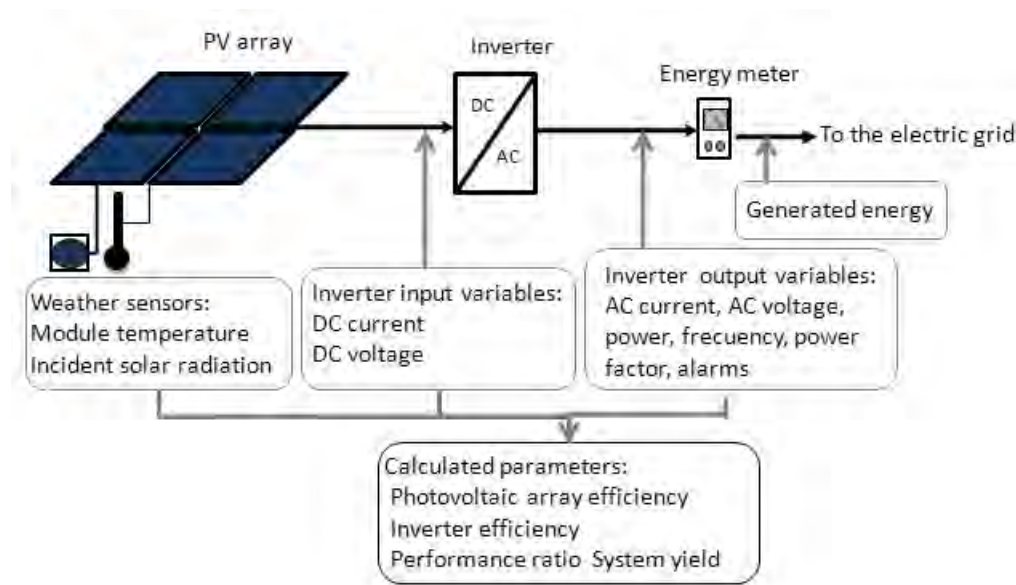 PV array
Inverter
Energy meter
DC
AC
To the electric grid
Generated energy
Weather sensors:
Module temperature
Incident solar radiation
Inverter input variables:
DC current
DC voltage
Inverter output variables:
AC current, AC voltage,
power, frecuency, power
factor, alarms
Calculated parameters:
Photovoltaic array efficiency
Inverter efficiency
Performance ratio System yield